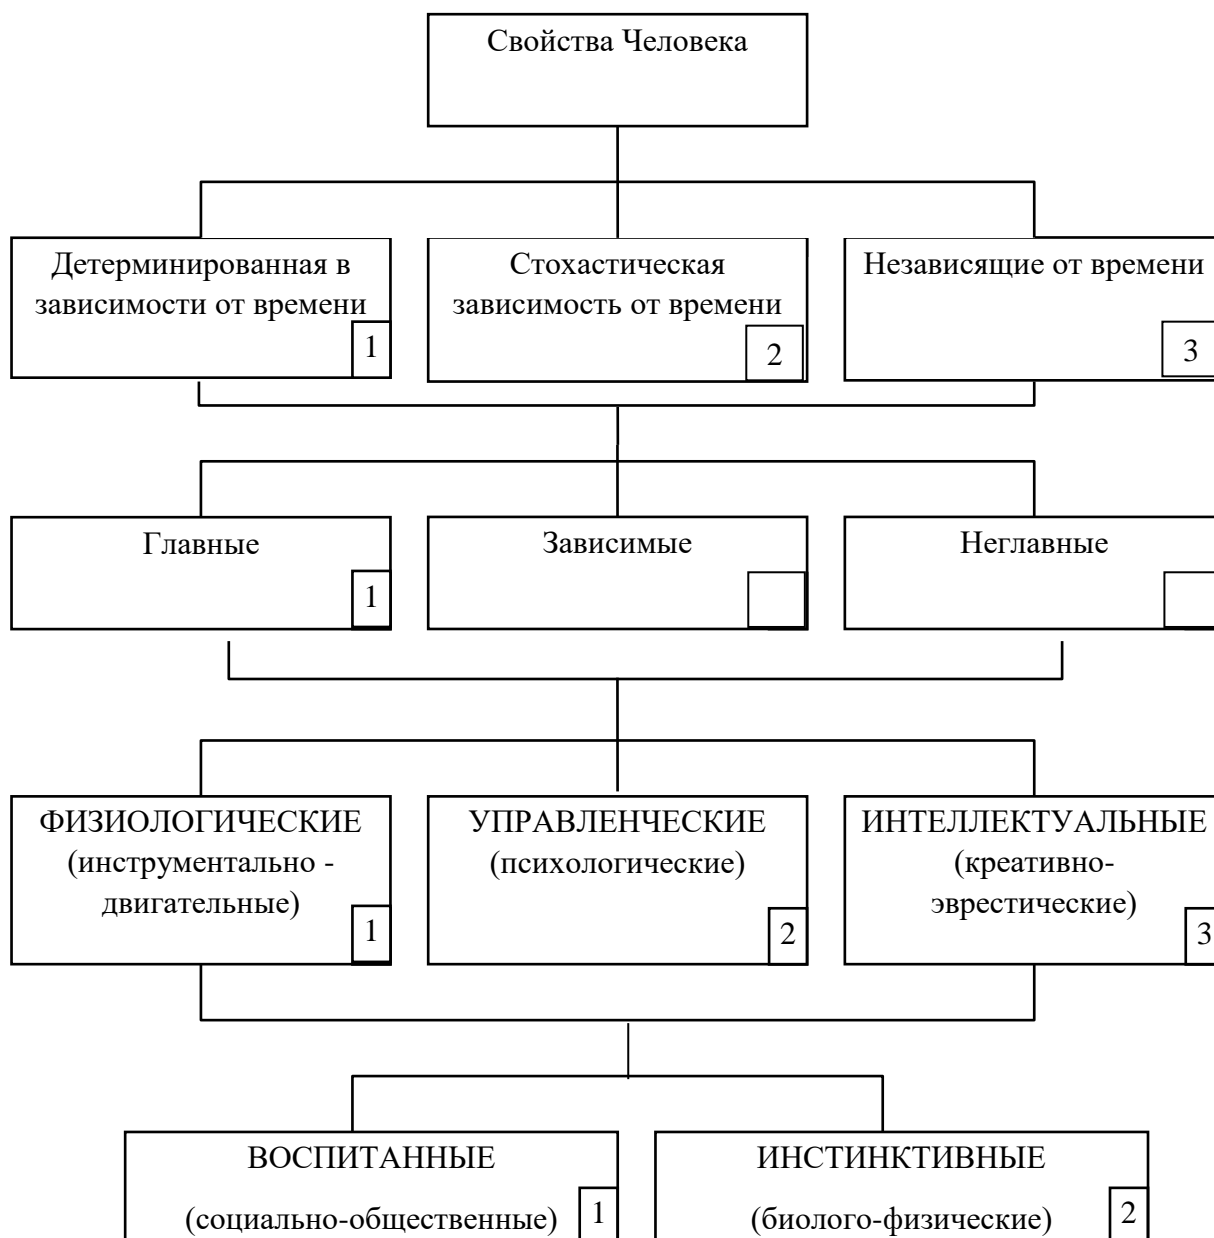 Свойства Человека
Детерминированная в
зависимости от времени
1
Стохастическая
зависимость от времени
2
Независящие от времени
3
Главные
1
Зависимые
Неглавные
ФИЗИОЛОГИЧЕСКИЕ
(инструментально -
двигательные)
1
УПРАВЛЕНЧЕСКИЕ
(психологические)
2
ИНТЕЛЛЕКТУАЛЬНЫЕ
(креативно-
эврестические)
3
ВОСПИТАННЫЕ
(социально-общественные)
1
ИНСТИНКТИВНЫЕ
(биолого-физические)
2